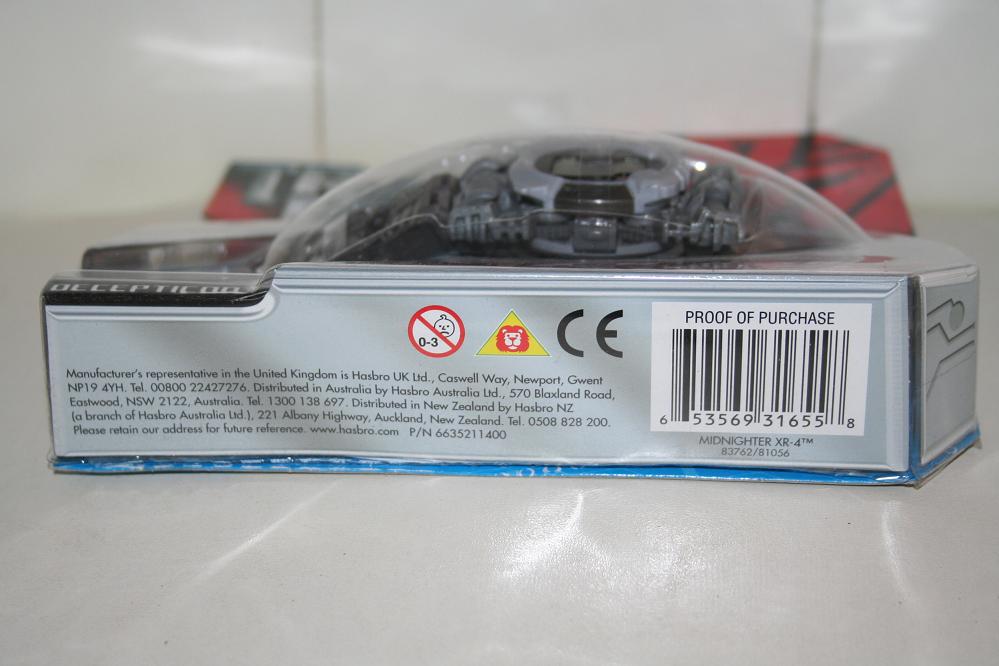 DECEPTICON
0-3
CE
PROOF OF PURCHASE
Manufacturer's representative in the United Kingdom is Hasbro UK Ltd., Caswell Way, Newport, Gwent
NP19 4YH. Tel. 00800 22427276. Distributed in Australia by Hasbro Australia Ltd., 570 Blaxland Road,
Eastwood, NSW 2122, Australia. Tel. 1300 138 697. Distributed in New Zealand by Hasbro NZ
(a branch of Hasbro Australia Ltd.), 221 Albany Highway, Auckland, New Zealand. Tel. 0508 828 200.
Please retain our address for future reference. www.hasbro.com P/N 6635211400
6 53569 31655 8
MIDNIGHTER XR-4™
83762/81056